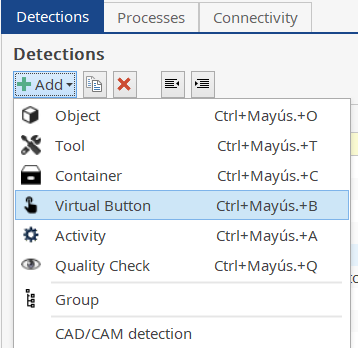 Detections Processes Connectivity
Detections
Add
Object Ctrl+Mayús.+O
Tool Ctrl+Mayús.+T
Container Ctrl+Mayús.+C
Virtual Button Ctrl+Mayús.+B
Activity Ctrl+Mayús.+A
Quality Check Ctrl+Mayús.+Q
Group
CAD/CAM detection